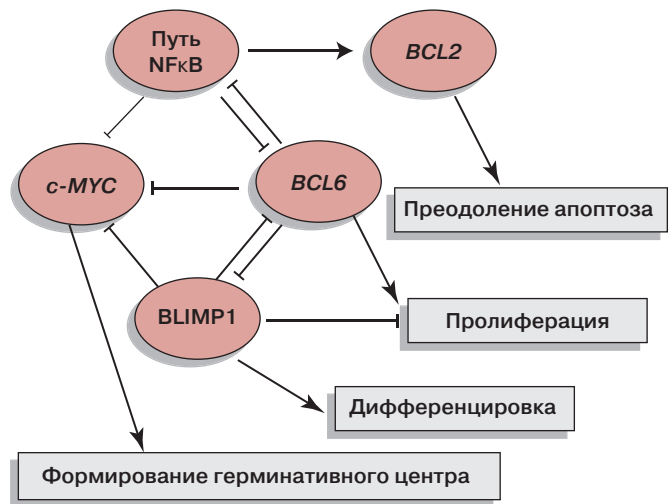 Путь
NFκB
BCL2
c-MYC
BCL6
Преодоление апоптоза
BLIMP1
Пролиферация
Дифференцировка
Формирование герминативного центра